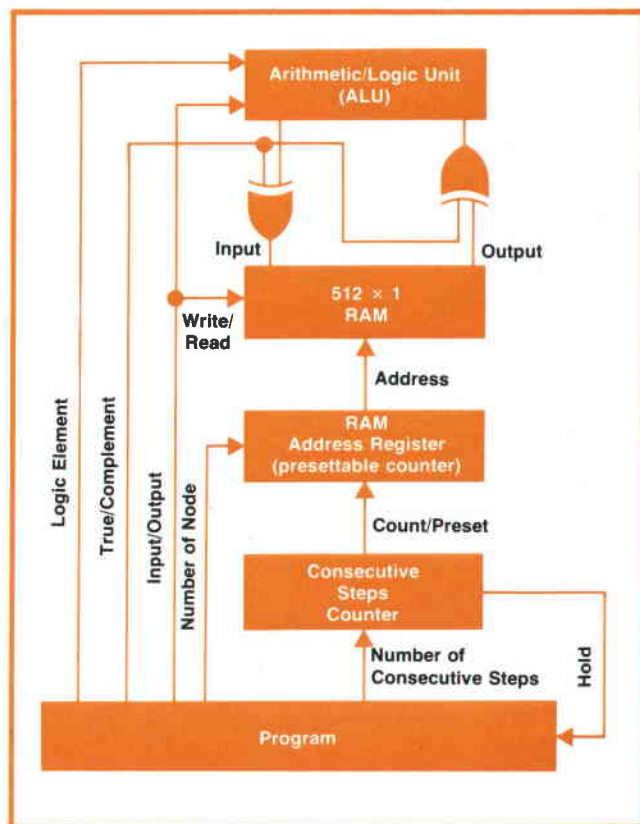 Arithmetic/Logic Unit
(ALU)
Input
Output
512 × 1
RAM
Write/
Read
Address
RAM
Address Register
(presettable counter)
Logic Element
True/Complement
Input/Output
Number of Node
Count/Preset
Consecutive
Steps
Counter
Number of
Consecutive Steps
Hold
Program